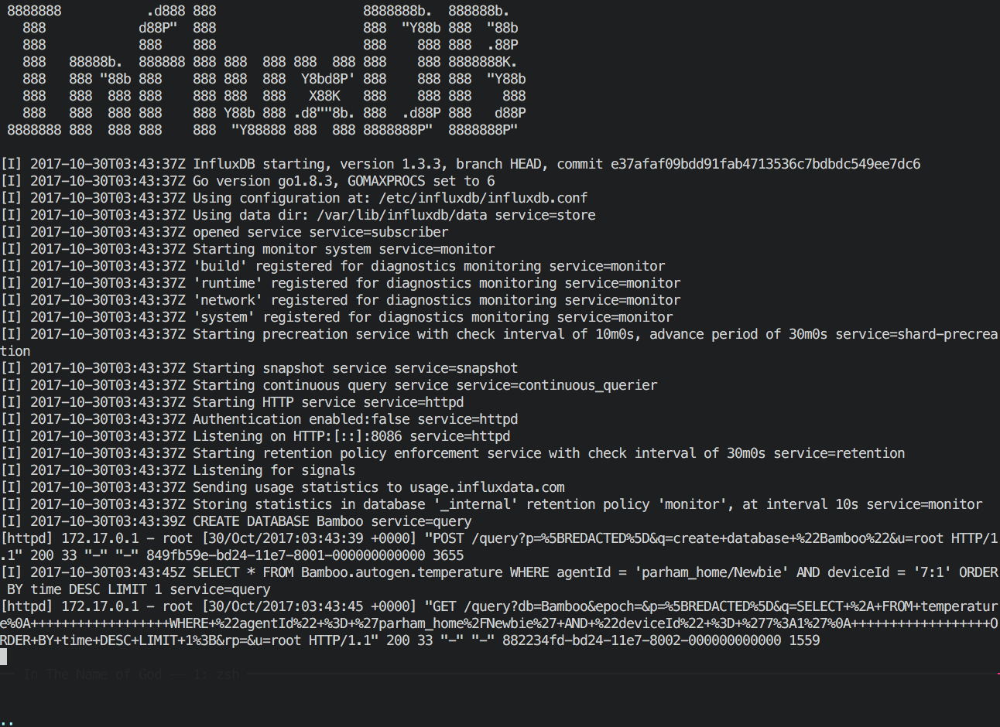 8888888           .d888 888                   8888888b.  888888b.
   888            d88P"  888                   888  "Y88b 888  "88b
   888            888    888                   888    888 888  .88P
   888   88888b.  888888 888 888  888 888  888 888    888 8888888K.
   888   888 "88b 888    888 888  888  Y8bd8P' 888    888 888  "Y88b
   888   888  888 888    888 888  888   X88K   888    888 888    888
   888   888  888 888    888 Y88b 888 .d8""8b. 888  .d88P 888   d88P
 8888888 888  888 888    888  "Y88888 888  888 8888888P"  8888888P"
[I] 2017-10-30T03:43:37Z InfluxDB starting, version 1.3.3, branch HEAD, commit e37afaf09bdd91fab4713536c7bdbdc549ee7dc6
[I] 2017-10-30T03:43:37Z Go version go1.8.3, GOMAXPROCS set to 6
[I] 2017-10-30T03:43:37Z Using configuration at: /etc/influxdb/influxdb.conf
[I] 2017-10-30T03:43:37Z Using data dir: /var/lib/influxdb/data service=store
[I] 2017-10-30T03:43:37Z opened service service=subscriber
[I] 2017-10-30T03:43:37Z Starting monitor system service=monitor
[I] 2017-10-30T03:43:37Z 'build' registered for diagnostics monitoring service=monitor
[I] 2017-10-30T03:43:37Z 'runtime' registered for diagnostics monitoring service=monitor
[I] 2017-10-30T03:43:37Z 'network' registered for diagnostics monitoring service=monitor
[I] 2017-10-30T03:43:37Z 'system' registered for diagnostics monitoring service=monitor
[I] 2017-10-30T03:43:37Z Starting precreation service with check interval of 10m0s, advance period of 30m0s service=shard-precrea
tion
[I] 2017-10-30T03:43:37Z Starting snapshot service service=snapshot
[I] 2017-10-30T03:43:37Z Starting continuous query service service=continuous_querier
[I] 2017-10-30T03:43:37Z Starting HTTP service service=httpd
[I] 2017-10-30T03:43:37Z Authentication enabled:false service=httpd
[I] 2017-10-30T03:43:37Z Listening on HTTP:[::]:8086 service=httpd
[I] 2017-10-30T03:43:37Z Starting retention policy enforcement service with check interval of 30m0s service=retention
[I] 2017-10-30T03:43:37Z Listening for signals
[I] 2017-10-30T03:43:37Z Sending usage statistics to usage.influxdata.com
[I] 2017-10-30T03:43:37Z Storing statistics in database '_internal' retention policy 'monitor', at interval 10s service=monitor
[I] 2017-10-30T03:43:39Z CREATE DATABASE Bamboo service=query
[httpd] 172.17.0.1 - root [30/Oct/2017:03:43:39 +0000] "POST /query?p=%5BREDACTED%5D&q=create+database+%22Bamboo%22&u=root HTTP/1
.1" 200 33 "-" "-" 849fb59e-bd24-11e7-8001-000000000000 3655
[I] 2017-10-30T03:43:45Z SELECT * FROM Bamboo.autogen.temperature WHERE agentId = 'parham_home/Newbie' AND deviceId = '7:1' ORDER
 BY time DESC LIMIT 1 service=query
[httpd] 172.17.0.1 - root [30/Oct/2017:03:43:45 +0000] "GET /query?db=Bamboo&epoch=&p=%5BREDACTED%5D&q=SELECT+%2A+FROM+temperatur
e%0A++++++++++++++++++WHERE+%22agentId%22+%3D+%27parham_home%2FNewbie%27+AND+%22deviceId%22+%3D+%277%3A1%27%0A++++++++++++++++++O
RDER+BY+time+DESC+LIMIT+1%3B&rp=&u=root HTTP/1.1" 200 33 "-" "-" 882234fd-bd24-11e7-8002-000000000000 1559
In The Name of God — 1: zsh
..